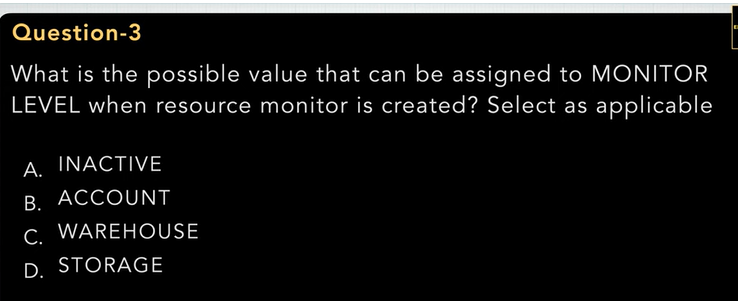 Question-3
What is the possible value that can be assigned to MONITOR
LEVEL when resource monitor is created? Select as applicable
A. INACTIVE
B. ACCOUNT
C. WAREHOUSE
D. STORAGE